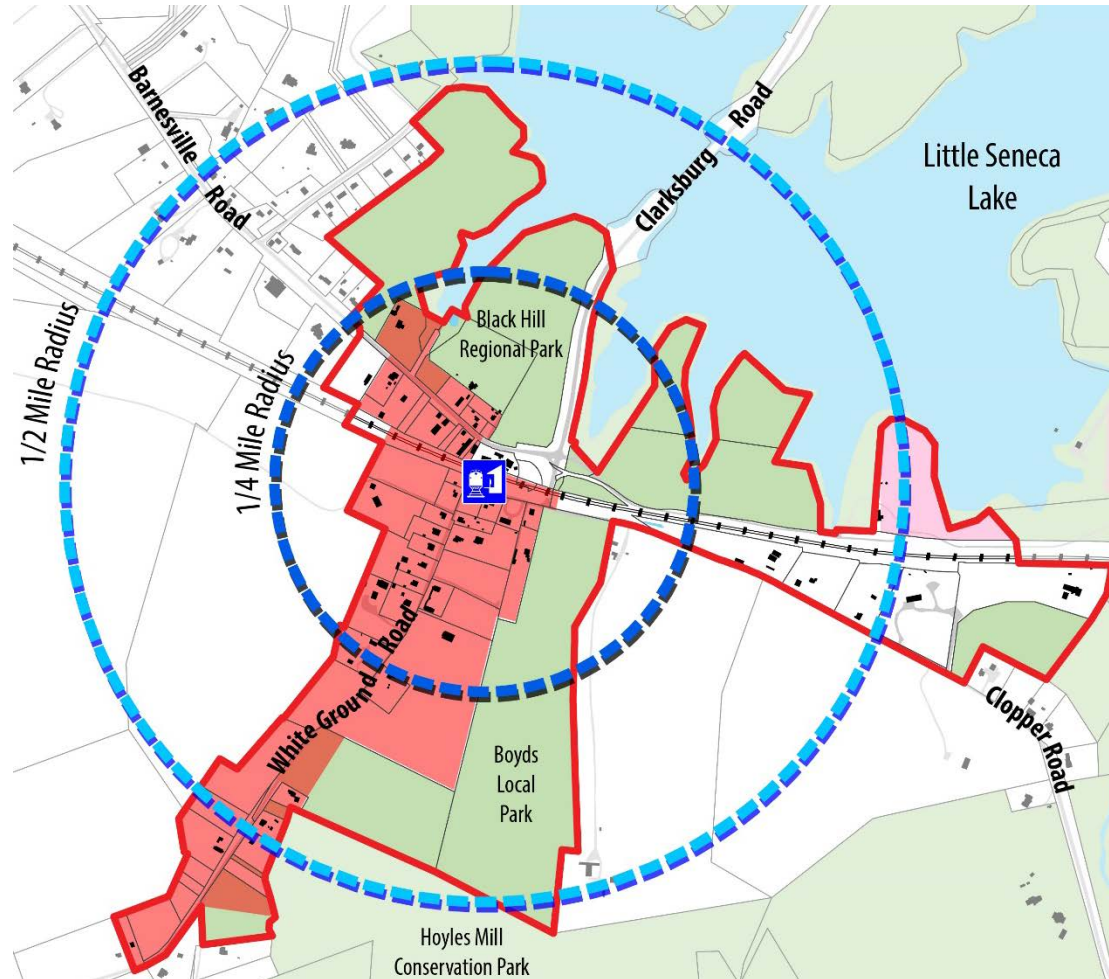 Barnesville
Road
Clarksburg Road
Little Seneca
Lake
1/2 Mile Radius
1/4 Mile Radius
Black Hill
Regional Park
White Ground Road
Boyds
Local
Park
Clopper Road
Hoyles Mill
Conservation Park